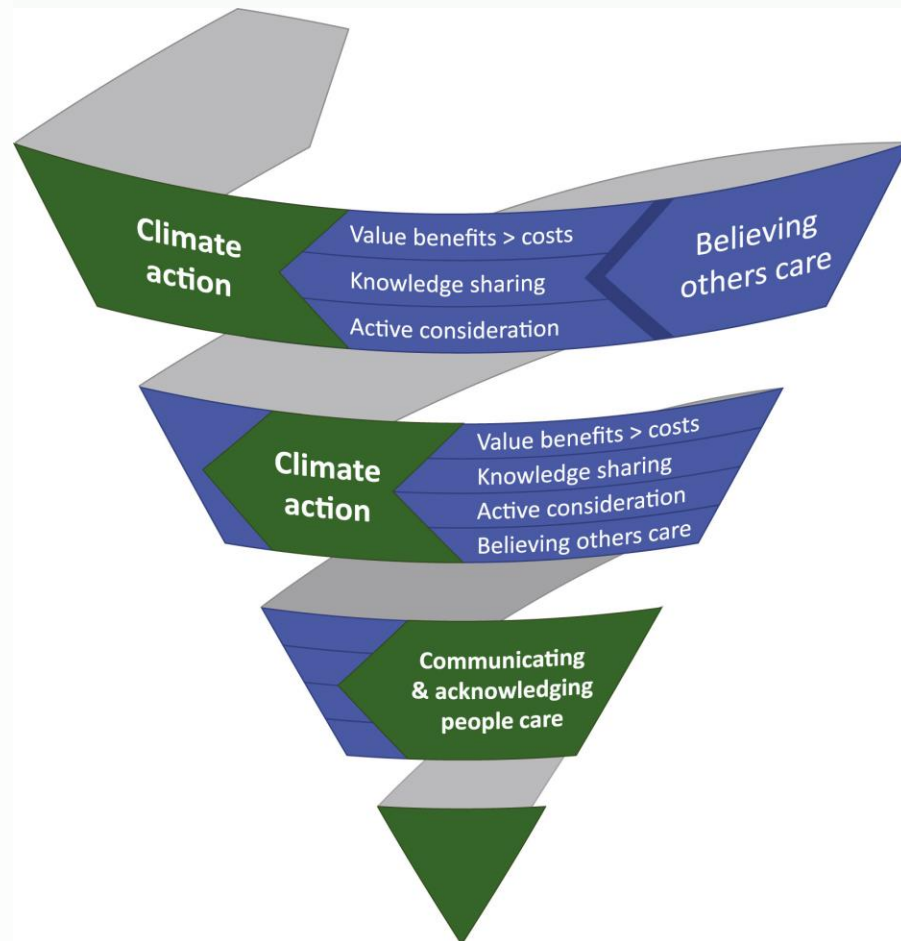 Climate
action
Value benefits > costs
Knowledge sharing
Active consideration
Believing
others care
Climate
action
Value benefits > costs
Knowledge sharing
Active consideration
Believing others care
Communicating
& acknowledging
people care